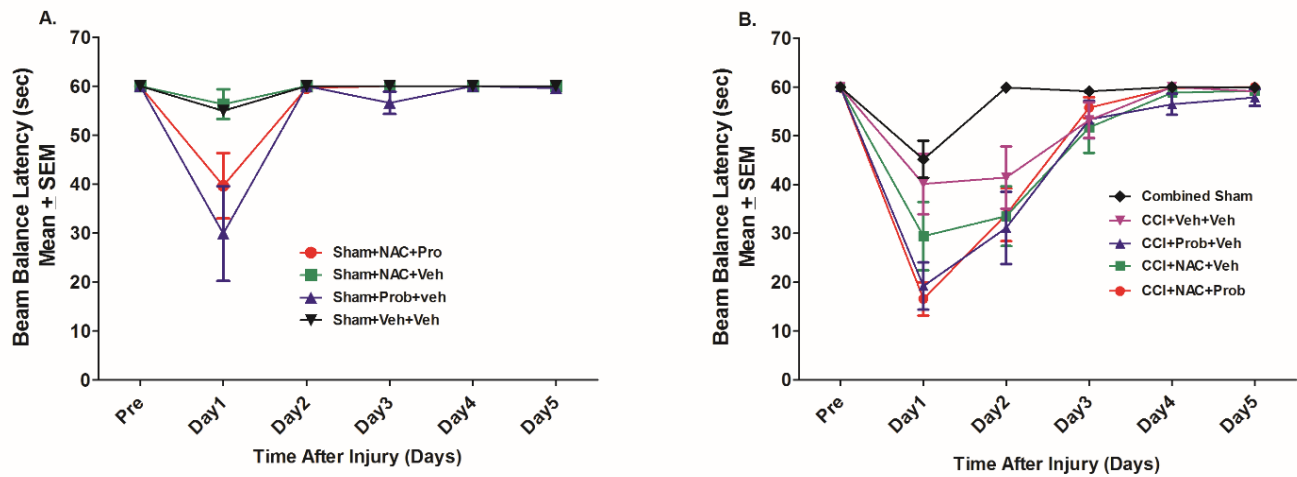 A.
70
60
50
40
30
20
10
0
Beam Balance Latency (sec)
Mean ± SEM
Sham+NAC+Pro
Sham+NAC+Veh
Sham+Prob+veh
Sham+Veh+Veh
Pre
Day1
Day2
Day3
Day4
Day5
Time After Injury (Days)
B.
70
60
50
40
30
20
10
0
Beam Balance Latency (sec)
Mean ± SEM
Combined Sham
CCI+Veh+Veh
CCI+Prob+Veh
CCI+NAC+Veh
CCI+NAC+Prob
Pre
Day1
Day2
Day3
Day4
Day5
Time After Injury (Days)